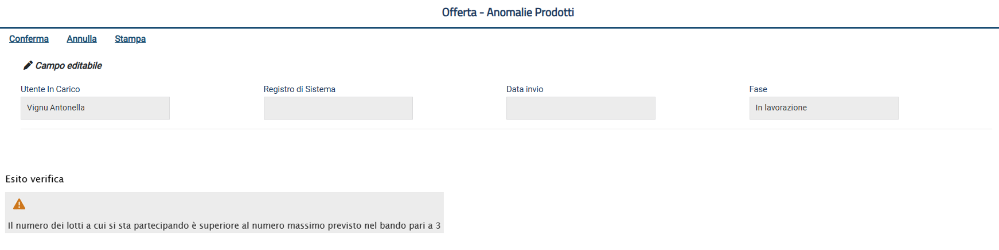 Offerta - Anomalie Prodotti
Conferma Annulla Stampa
Campo editabile
Utente In Carico Registro di Sistema Data invio Fase
Vignu Antonella In lavorazione
Esito verifica
Il numero dei lotti a cui si sta partecipando è superiore al numero massimo previsto nel bando pari a 3